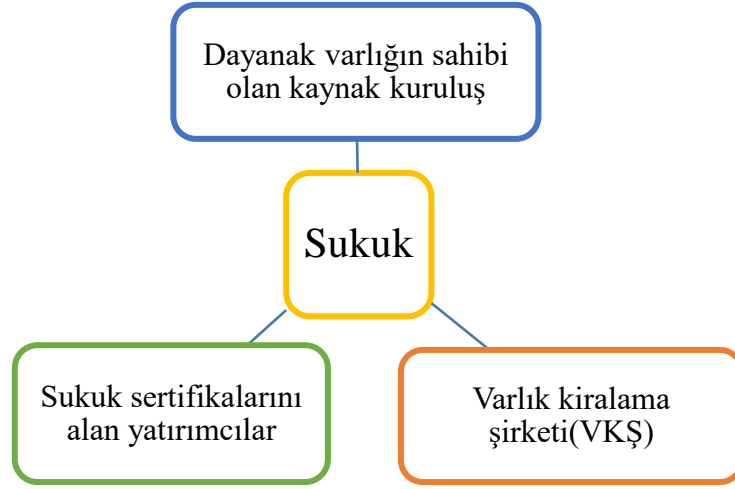 Dayanak varlığın sahibi
olan kaynak kuruluş
Sukuk
Sukuk sertifikalarını
alan yatırımcılar
Varlık kiralama
şirketi(VKŞ)